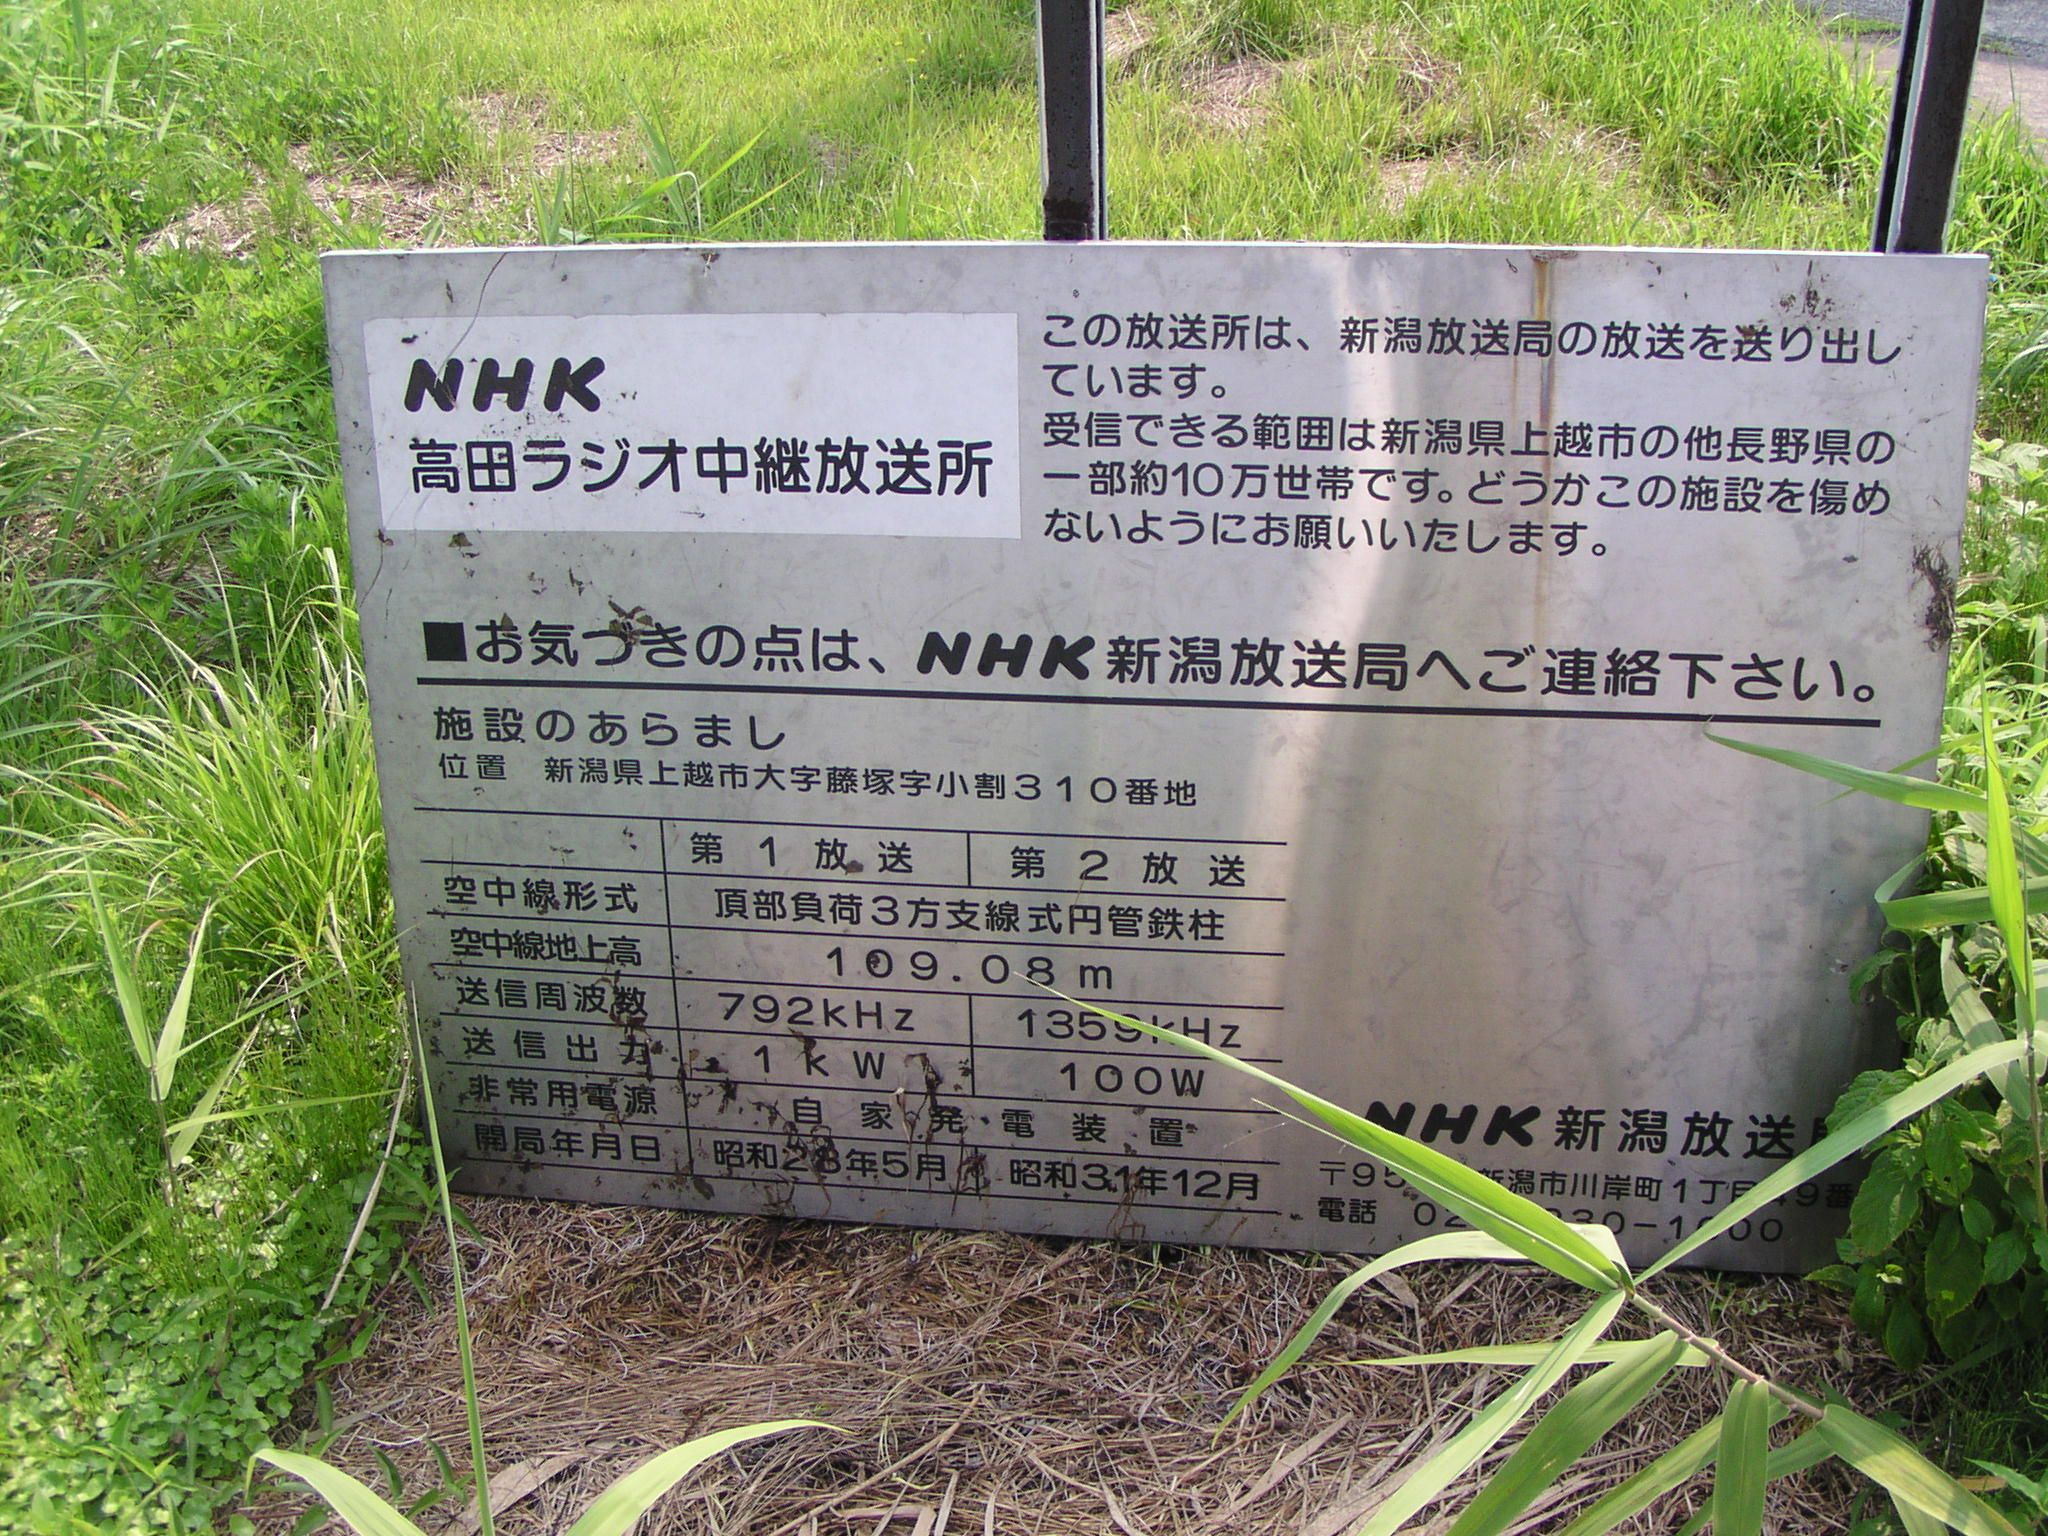 NHK
高田ラジオ中継放送所
この放送所は、新潟放送局の放送を送り出し
ています。
受信できる範囲は新潟県上越市の他長野県の
一部約10万世帯です。どうかこの施設を傷め
ないようにお願いいたします。
■お気づきの点は、NHK新潟放送局へご連絡下さい。
施設のあらまし
位置 新潟県上越市大字藤塚字小割310番地
第1放送 第2放送
空中線形式 頂部負荷3方支線式円管鉄柱
空中線地上高 109.08m
送信周波数 792kHz 1359kHz
送信出力 1kW 100W
非常用電源 自家発電装置
開局年月日 昭和28年5月 昭和31年12月
NHK新潟放送
〒95 新潟市川岸町1丁目49番
電話 02 230-1000